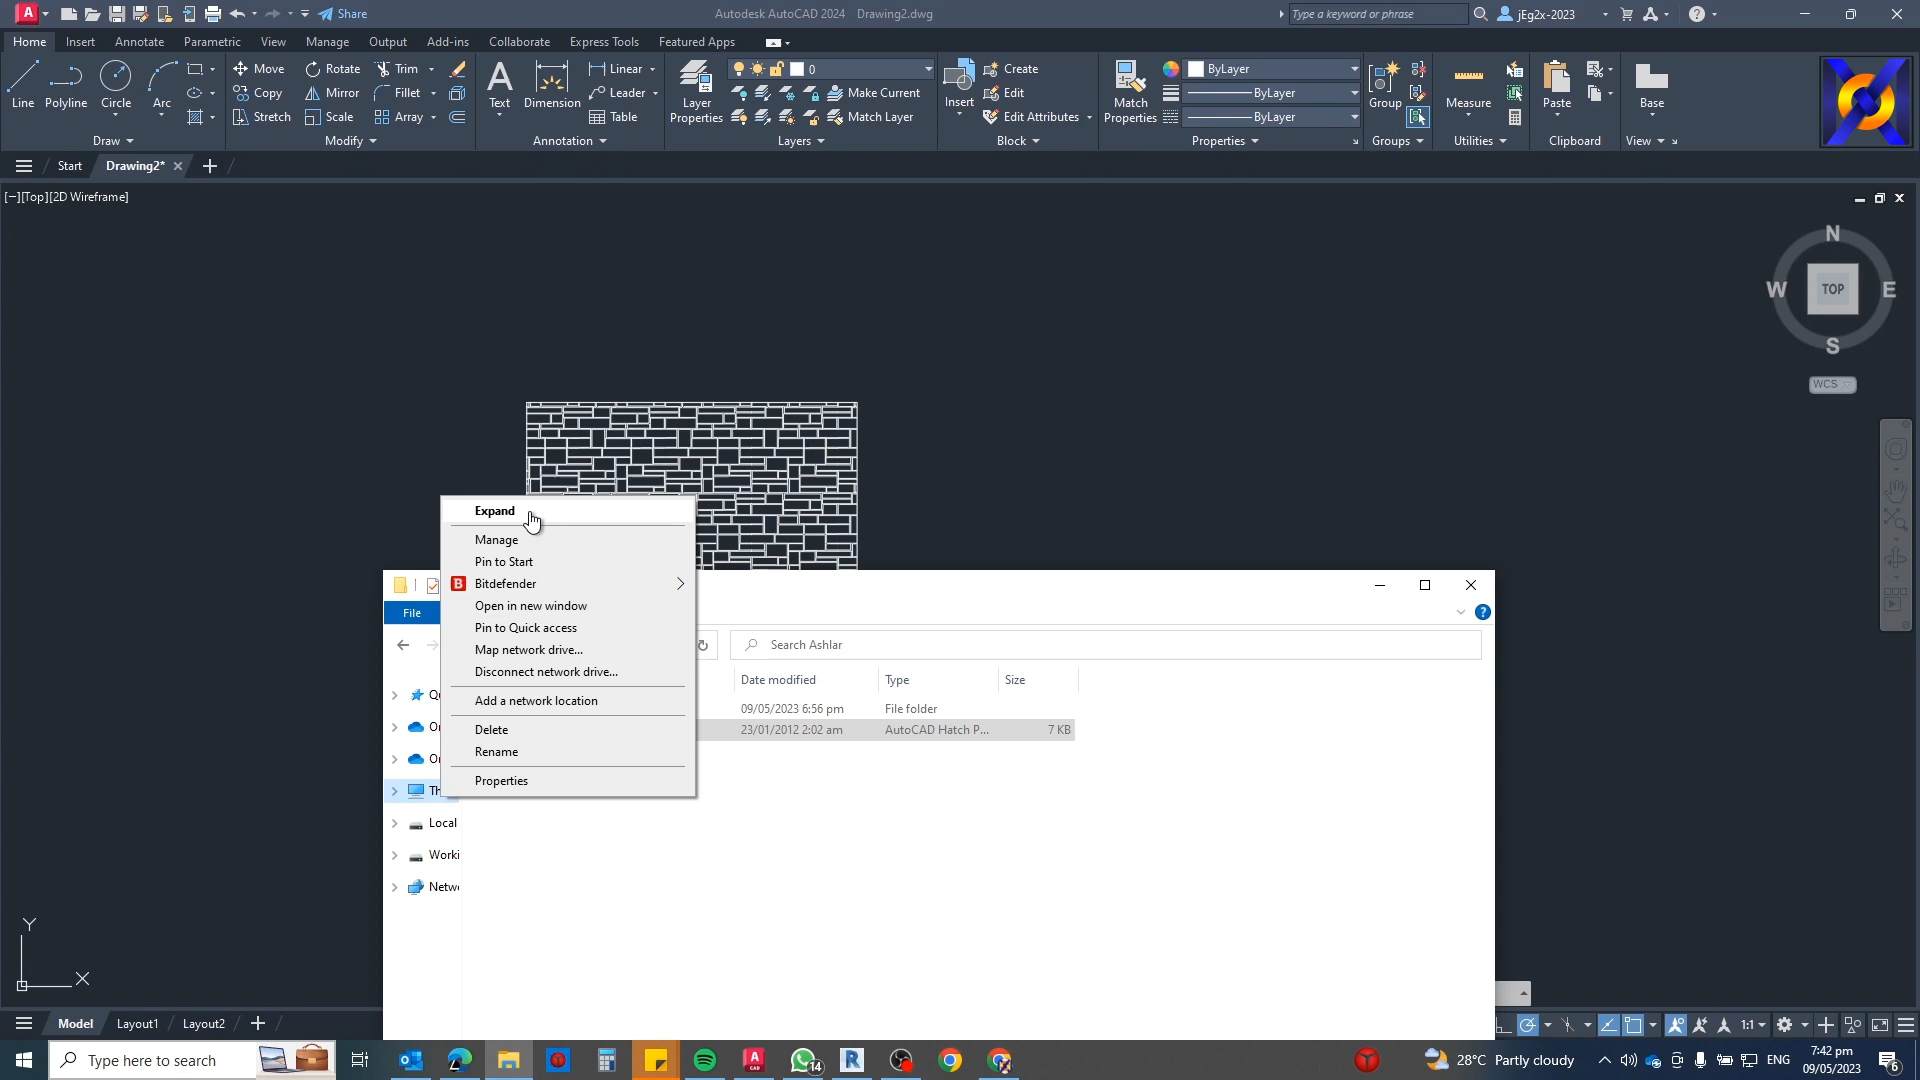 Share
Autodesk AutoCAD 2024 Drawing2.dwg
Type a keyword or phrase
jEg2x-2023
Home Insert Annotate Parametric View Manage Output Add-ins Collaborate Express Tools Featured Apps
Line Polyline Circle Arc
Draw
Move Rotate Trim
Copy Mirror Fillet
Stretch Scale Array
Modify
Text Dimension
Linear
Leader
Table
Annotation
Layer Properties
0
Make Current
Match Layer
Layers
Insert
Create
Edit
Edit Attributes
Block
Match Properties
ByLayer
ByLayer
ByLayer
Properties
Group
Groups
Measure
Utilities
Paste
Clipboard
Base
View
Start Drawing2*
[−][Top][2D Wireframe]
N
W TOP E
S
WCS
Expand
Manage
Pin to Start
Bitdefender
Open in new window
Pin to Quick access
Map network drive...
Disconnect network drive...
Add a network location
Delete
Rename
Properties
File
Search Ashlar
Date modified Type Size
09/05/2023 6:56 pm File folder
23/01/2012 2:02 am AutoCAD Hatch P... 7 KB
Local
Y
X
Model Layout1 Layout2
1:1
Type here to search
14
28°C Partly cloudy
ENG
7:42 pm
09/05/2023
6